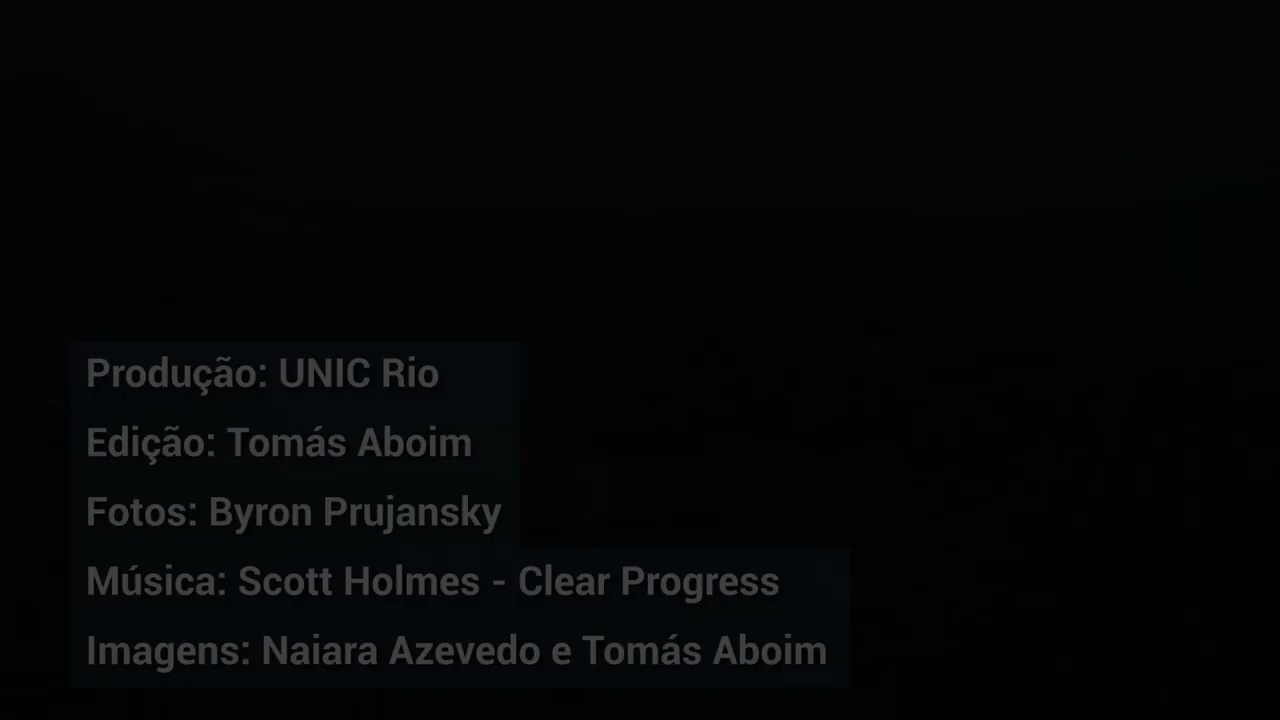 Produção: UNIC Rio
Edição: Tomás Aboim
Fotos: Byron Prujansky
Música: Scott Holmes - Clear Progress
Imagens: Naiara Azevedo e Tomás Aboim